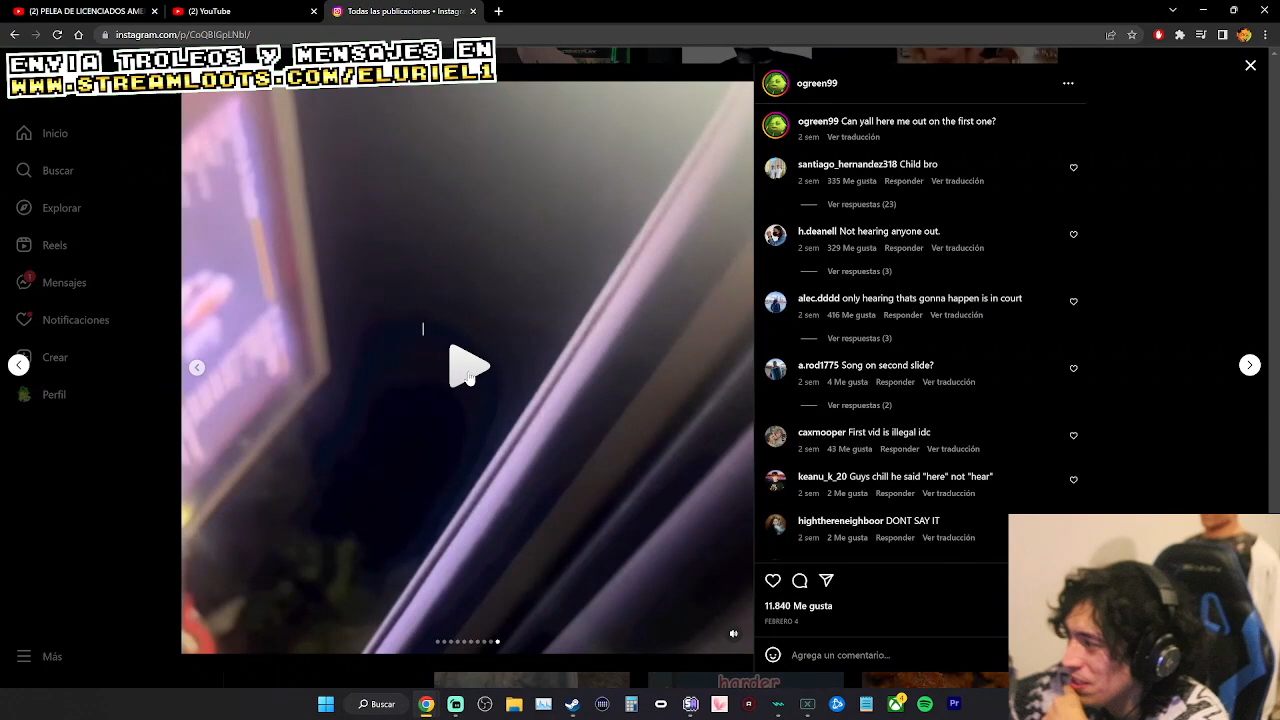 (2) PELEA DE LICENCIADOS AME
(2) YouTube
Todas las publicaciones • Instagr
instagram.com/p/CoQBlGpLNbI/
ENVIA TROLEOS Y MENSAJES EN
WWW.STREAMLOOTS.COM/ELURIEL1
Inicio
Buscar
Explorar
Reels
1
Mensajes
Notificaciones
Crear
Perfil
Más
ogreen99
ogreen99 Can yall here me out on the first one?
2 sem Ver traducción
santiago_hernandez318 Child bro
2 sem 335 Me gusta Responder Ver traducción
Ver respuestas (23)
h.deanell Not hearing anyone out.
2 sem 329 Me gusta Responder Ver traducción
Ver respuestas (3)
alec.dddd only hearing thats gonna happen is in court
2 sem 416 Me gusta Responder Ver traducción
Ver respuestas (3)
a.rod1775 Song on second slide?
2 sem 4 Me gusta Responder Ver traducción
Ver respuestas (2)
caxmooper First vid is illegal idc
2 sem 43 Me gusta Responder Ver traducción
keanu_k_20 Guys chill he said "here" not "hear"
2 sem 2 Me gusta Responder Ver traducción
highthereneighboor DONT SAY IT
2 sem 2 Me gusta Responder Ver traducción
11.840 Me gusta
FEBRERO 4
Agrega un comentario...
harder
Buscar
4
Pr